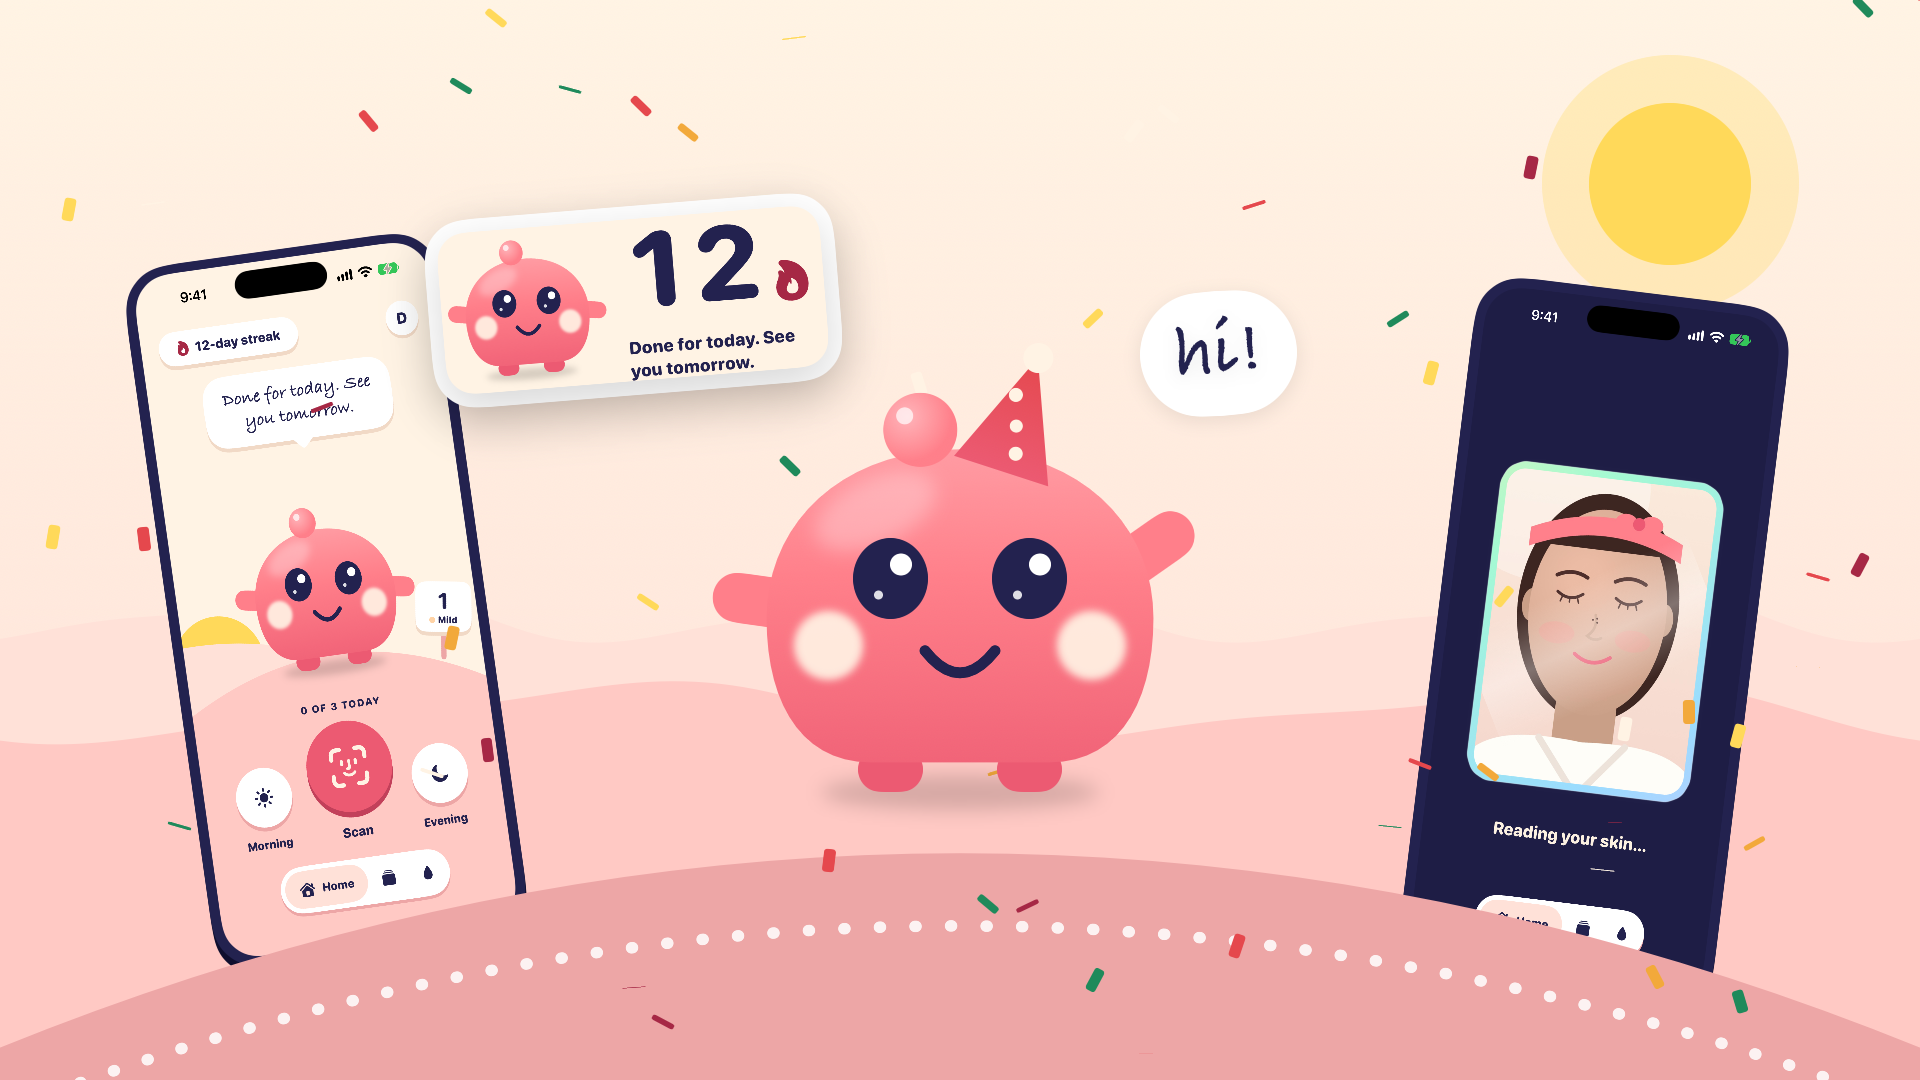 9:41
12-day streak
D
Done for today. See
you tomorrow.
1
Mild
0 OF 3 TODAY
Morning
Scan
Evening
Home
12
Done for today. See
you tomorrow.
hi!
9:41
Reading your skin...
Home